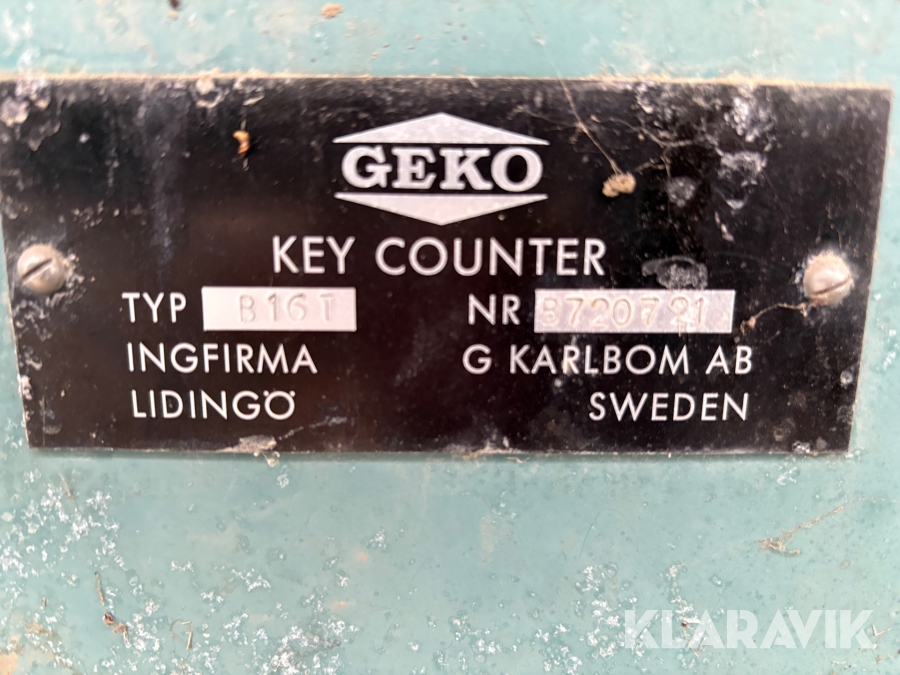 GEKO
KEY COUNTER
TYP B16T NR B720721
INGFIRMA G KARLBOM AB
LIDINGÖ SWEDEN
KLARAVIK